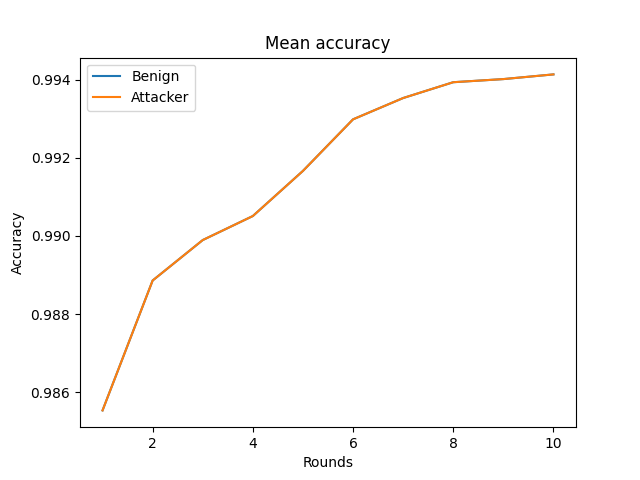 Mean accuracy
Benign
Attacker
0.994
0.992
0.990
0.988
0.986
Accuracy
2 4 6 8 10
Rounds